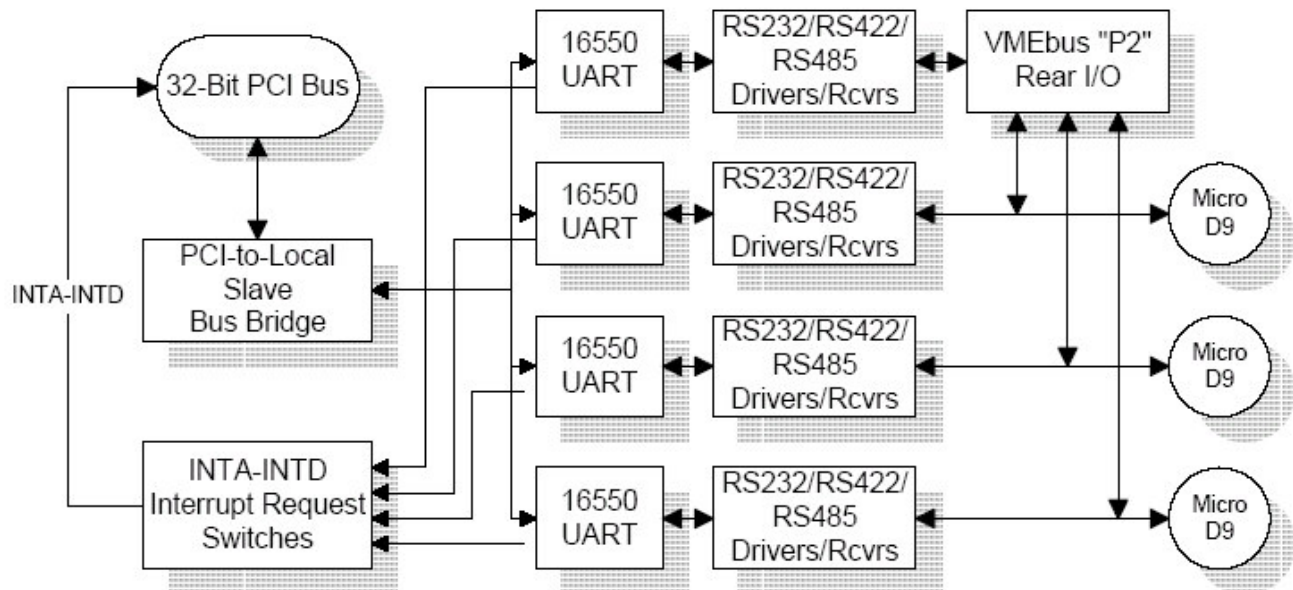 32-Bit PCI Bus
PCI-to-Local
Slave
Bus Bridge
INTA-INTD
INTA-INTD
Interrupt Request
Switches
16550
UART
RS232/RS422/
RS485
Drivers/Rcvrs
VMEbus "P2"
Rear I/O
16550
UART
RS232/RS422/
RS485
Drivers/Rcvrs
Micro
D9
16550
UART
RS232/RS422/
RS485
Drivers/Rcvrs
Micro
D9
16550
UART
RS232/RS422/
RS485
Drivers/Rcvrs
Micro
D9